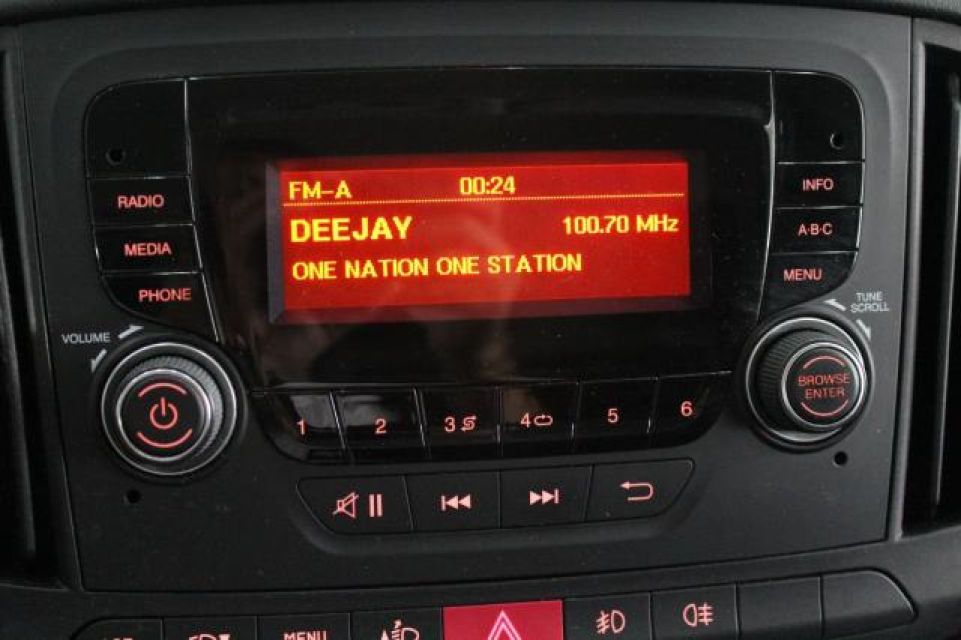 FM-A 00:24
DEEJAY 100.70 MHz
ONE NATION ONE STATION
RADIO
MEDIA
PHONE
INFO
A·B·C
MENU
VOLUME
TUNE
SCROLL
BROWSE
ENTER
1 2 3 4 5 6
MENU